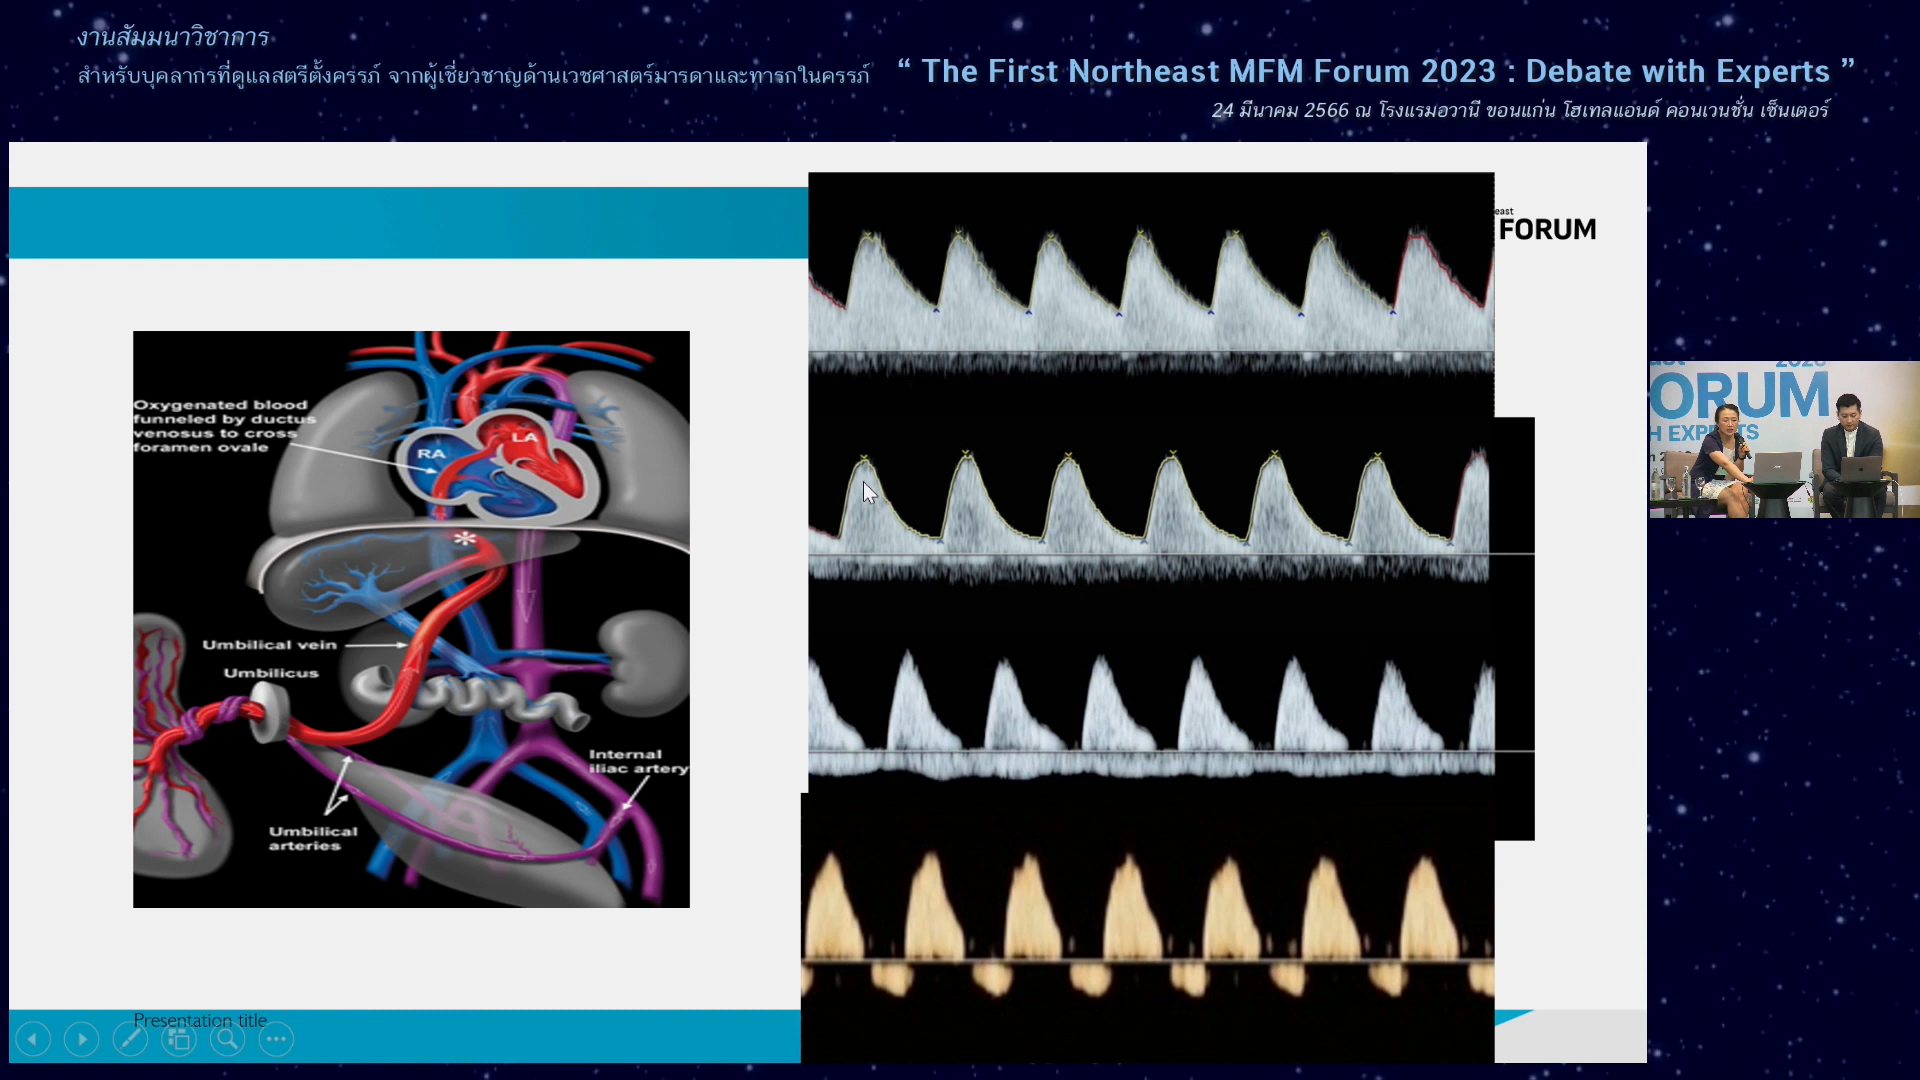 งานสัมมนาวิชาการ
สำหรับบุคลากรที่ดูแลสตรีตั้งครรภ์ จากผู้เชี่ยวชาญด้านเวชศาสตร์มารดาและทารกในครรภ์
“ The First Northeast MFM Forum 2023 : Debate with Experts ”
24 มีนาคม 2566 ณ โรงแรมอวานี ขอนแก่น โฮเทลแอนด์ คอนเวนชั่น เซ็นเตอร์
east
FORUM
Oxygenated blood
funneled by ductus
venosus to cross
foramen ovale
RA
LA
*
Umbilical vein
Umbilicus
Internal
iliac artery
Umbilical
arteries
Presentation title
2023
ORUM
H EXPERTS